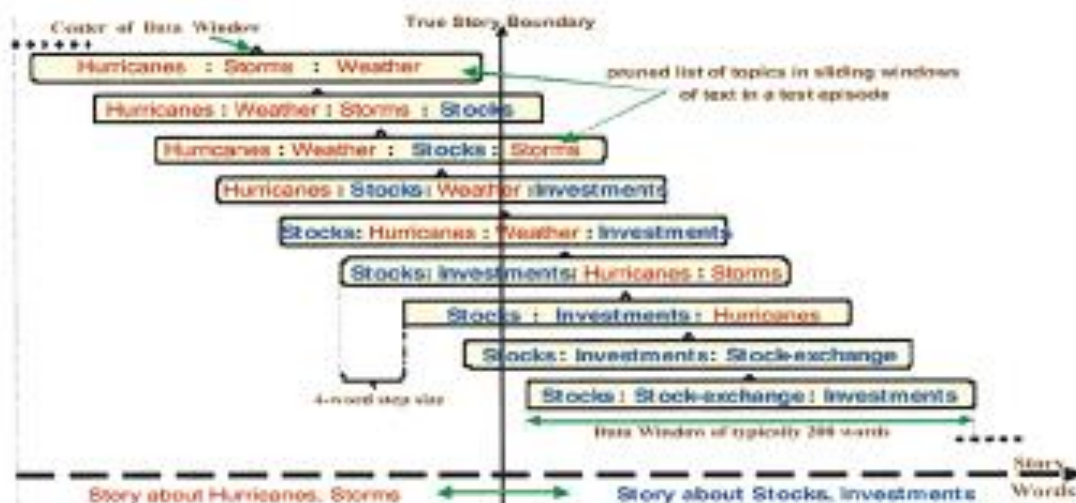 True Story Boundary
Center of Data Window
Hurricanes : Storms : Weather
pruned list of topics in sliding windows
of text in a test episode
Hurricanes : Weather : Storms : Stocks
Hurricanes : Weather : Stocks : Storms
Hurricanes : Stocks : Weather : Investments
Stocks: Hurricanes : Weather : Investments
Stocks: Investments: Hurricanes : Storms
Stocks : Investments : Hurricanes
Stocks: Investments: Stock-exchange
4-word step size
Stocks: Stock-exchange: Investments
Data Window of typically 200 words
Story
Words
Story about Hurricanes, Storms
Story about Stocks, Investments